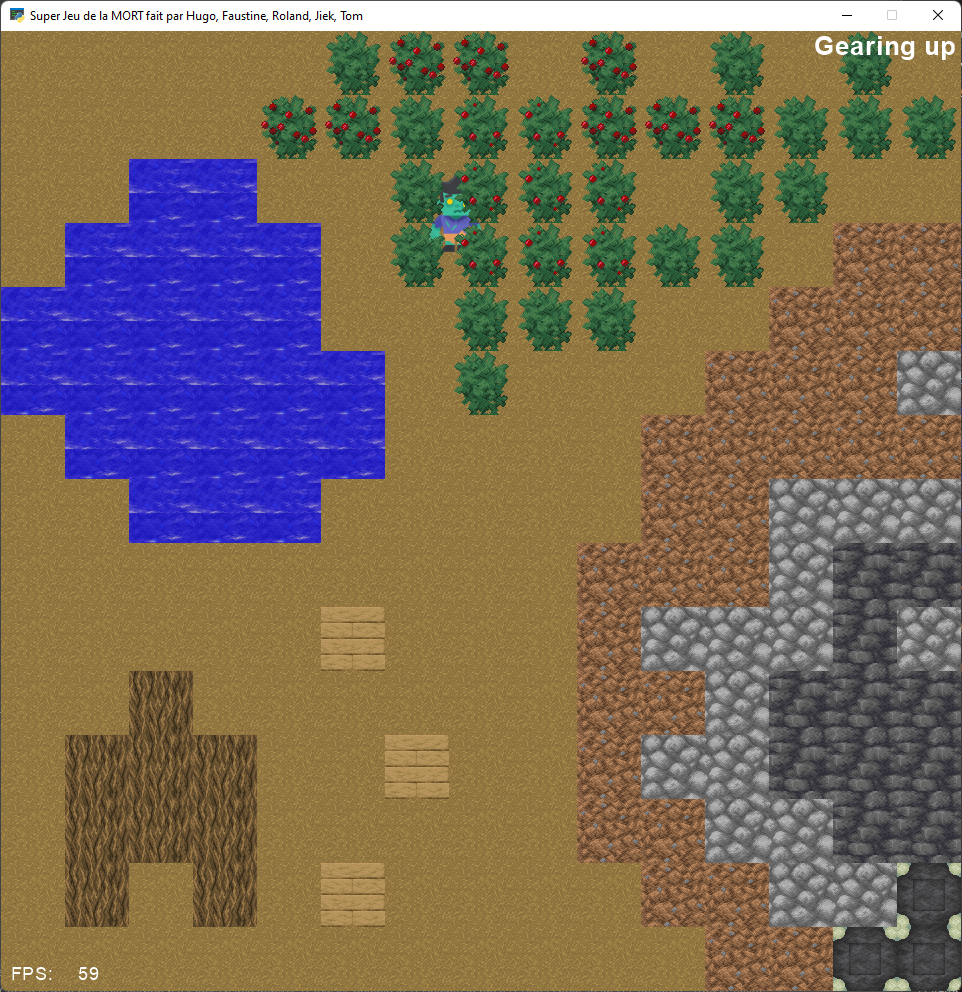 Super Jeu de la MORT fait par Hugo, Faustine, Roland, Jiek, Tom
Gearing up
FPS: 59